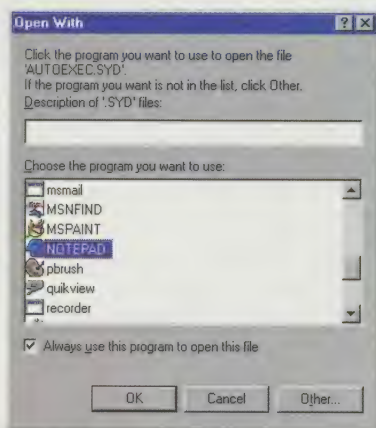 Open With
Click the program you want to use to open the file
'AUTOEXEC.SYD'.
If the program you want is not in the list, click Other.
Description of '.SYD' files:
Choose the program you want to use:
msmail
MSNFIND
MSPAINT
NOTEPAD
pbrush
quikview
recorder
Always use this program to open this file
OK Cancel Other...